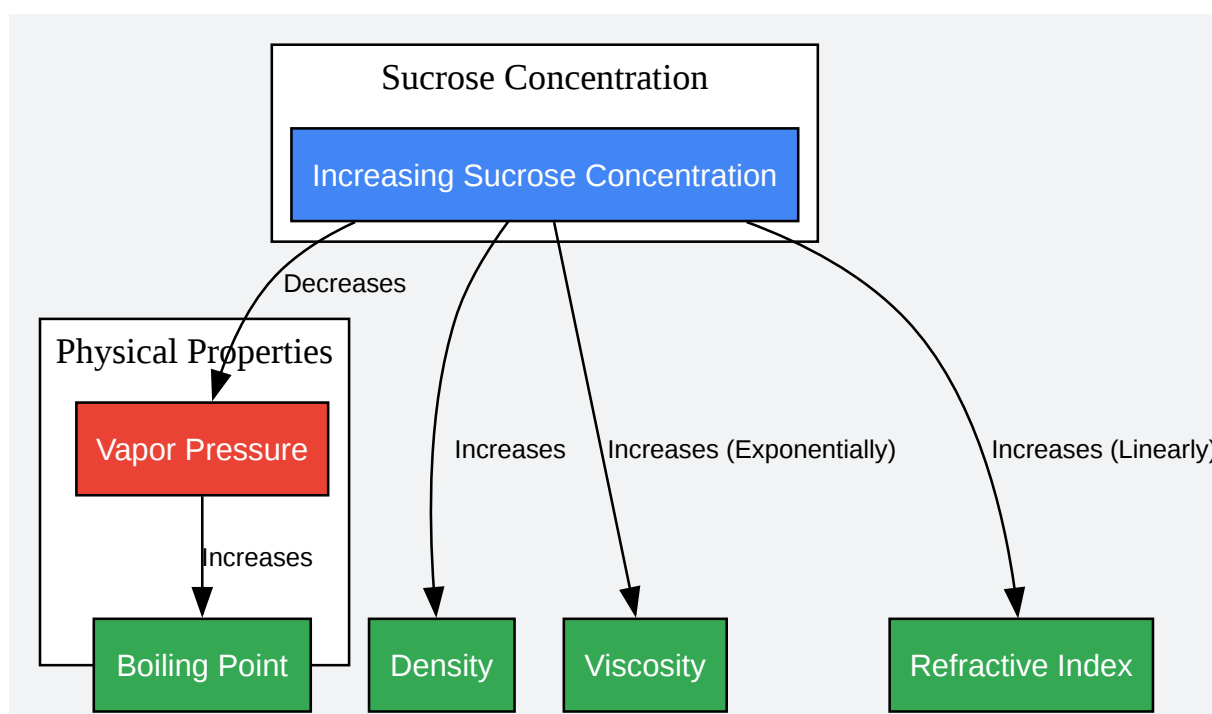 Sucrose Concentration
Increasing Sucrose Concentration
Decreases
Physical Properties
Vapor Pressure
Increases
Increases (Exponentially)
Increases (Linearly)
Increases
Boiling Point
Density
Viscosity
Refractive Index